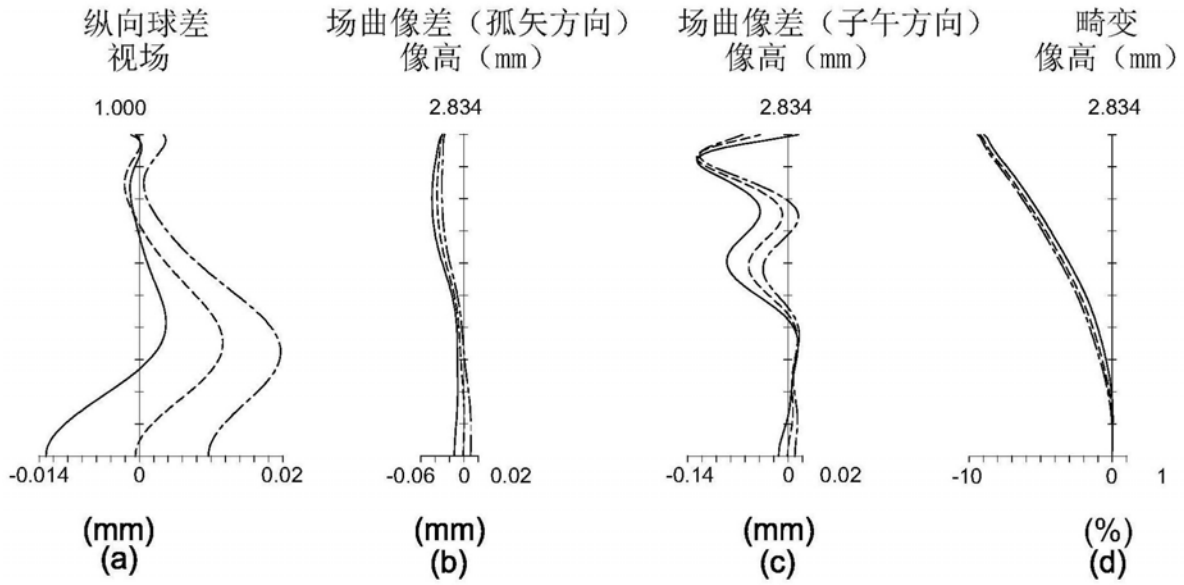 纵向球差
视场
1.000
-0.014 0 0.02
(mm)
(a)
场曲像差（孤矢方向）
像高（mm）
2.834
-0.06 0 0.02
(mm)
(b)
场曲像差（子午方向）
像高（mm）
2.834
-0.14 0 0.02
(mm)
(c)
畸变
像高（mm）
2.834
-10 0 1
(%)
(d)